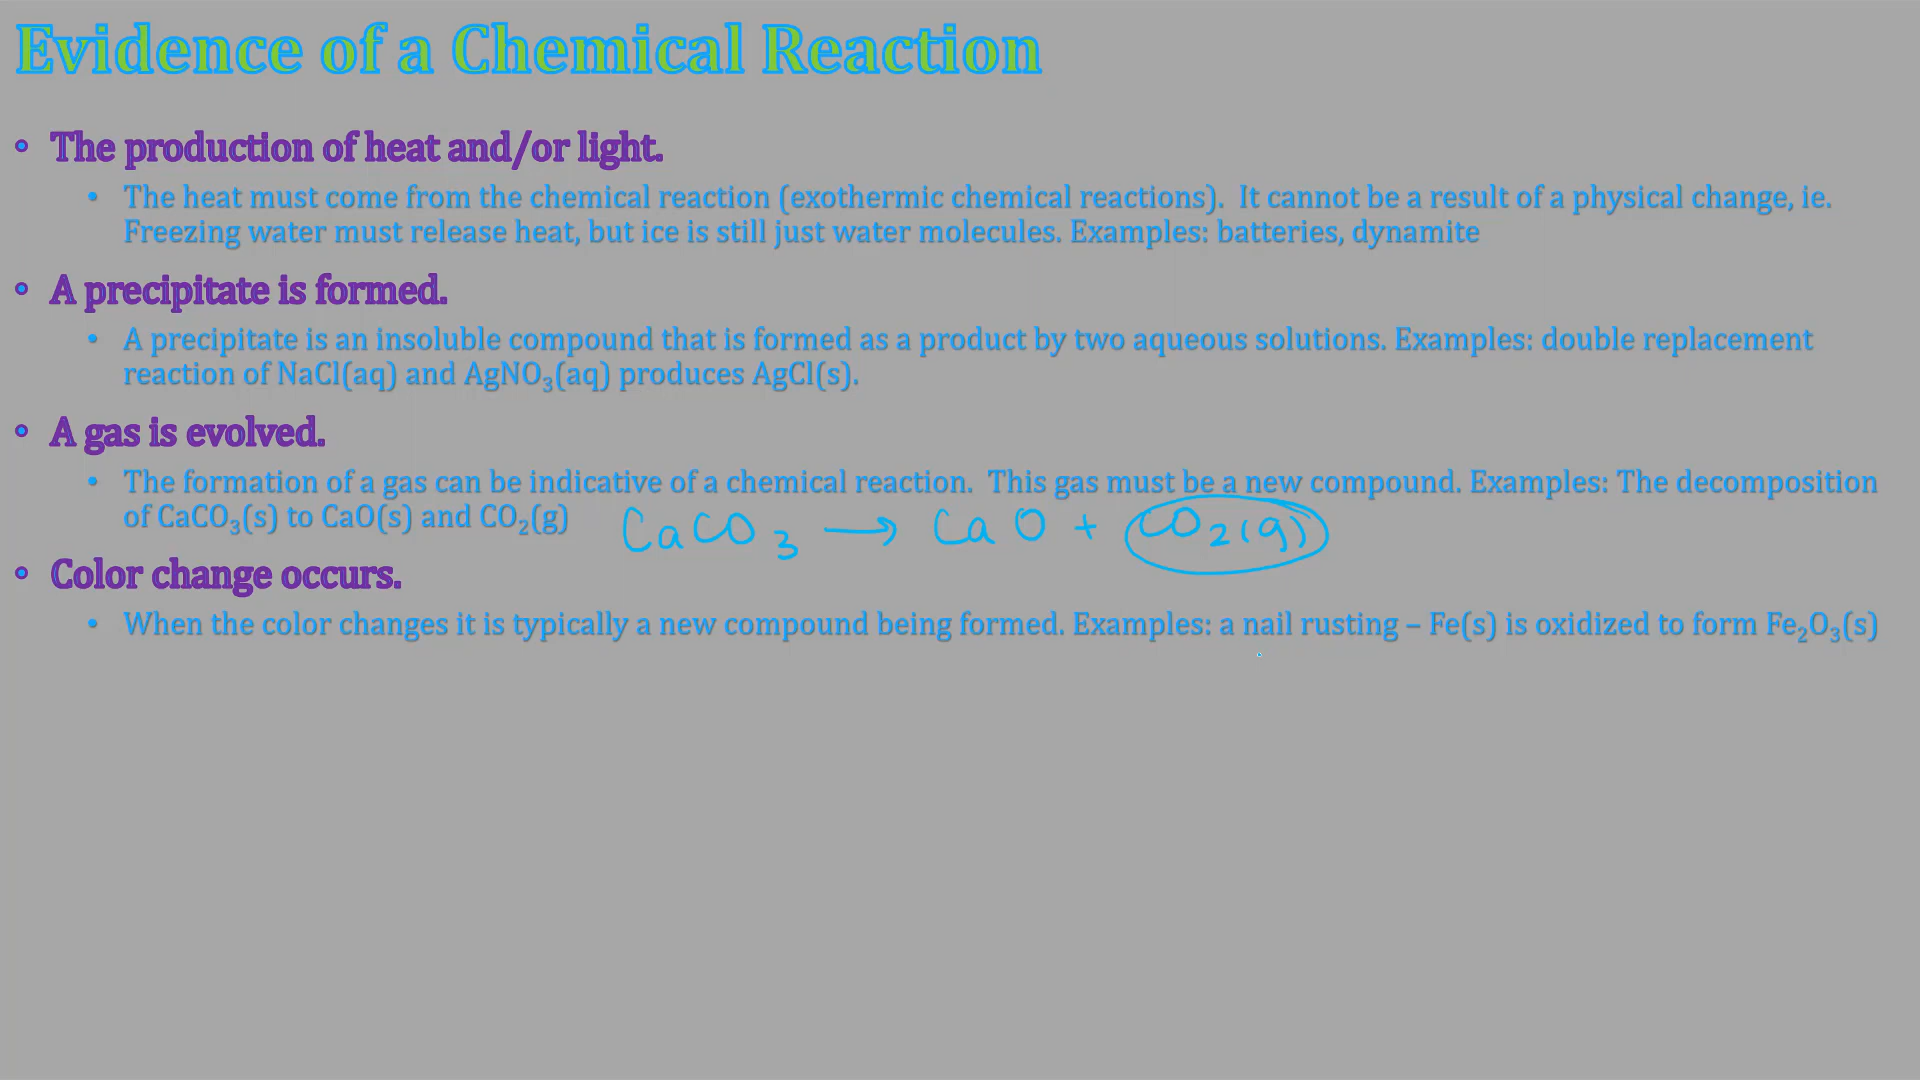 Evidence of a Chemical Reaction
• The production of heat and/or light.
• The heat must come from the chemical reaction (exothermic chemical reactions).  It cannot be a result of a physical change, ie.
Freezing water must release heat, but ice is still just water molecules. Examples: batteries, dynamite
• A precipitate is formed.
• A precipitate is an insoluble compound that is formed as a product by two aqueous solutions. Examples: double replacement
reaction of NaCl(aq) and AgNO₃(aq) produces AgCl(s).
• A gas is evolved.
• The formation of a gas can be indicative of a chemical reaction.  This gas must be a new compound. Examples: The decomposition
of CaCO₃(s) to CaO(s) and CO₂(g) CaCO₃ → CaO + CO₂(g)
• Color change occurs.
• When the color changes it is typically a new compound being formed. Examples: a nail rusting – Fe(s) is oxidized to form Fe₂O₃(s)